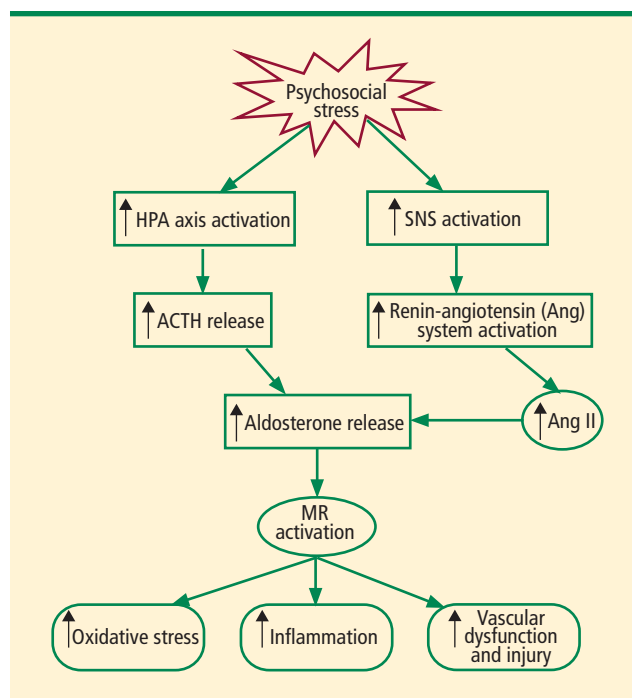 Psychosocial
stress
HPA axis activation
SNS activation
ACTH release
Renin-angiotensin (Ang)
system activation
Aldosterone release
Ang II
MR
activation
Oxidative stress
Inflammation
Vascular
dysfunction
and injury